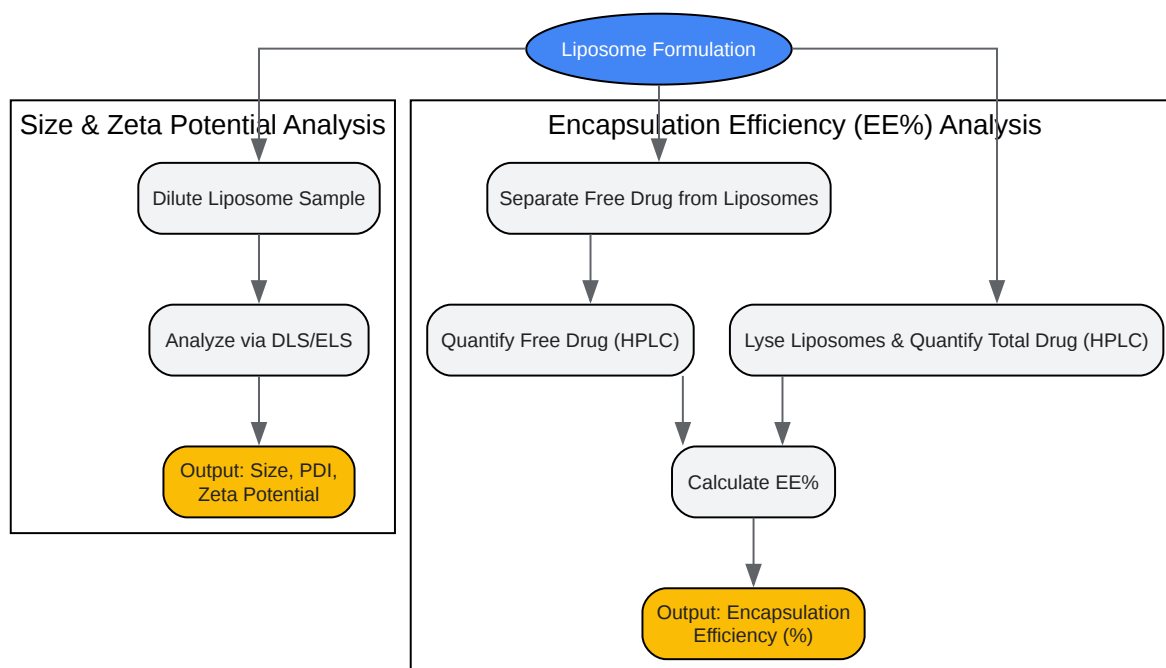 Liposome Formulation
Size & Zeta Potential Analysis
Dilute Liposome Sample
Analyze via DLS/ELS
Output: Size, PDI,
Zeta Potential
Encapsulation Efficiency (EE%) Analysis
Separate Free Drug from Liposomes
Quantify Free Drug (HPLC)
Lyse Liposomes & Quantify Total Drug (HPLC)
Calculate EE%
Output: Encapsulation
Efficiency (%)